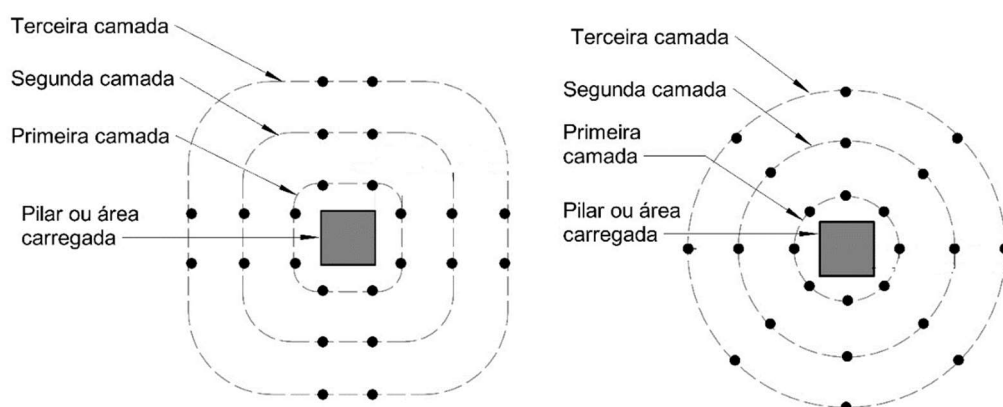 Terceira camada
Segunda camada
Primeira camada
Pilar ou área
carregada
Terceira camada
Segunda camada
Primeira
camada
Pilar ou área
carregada